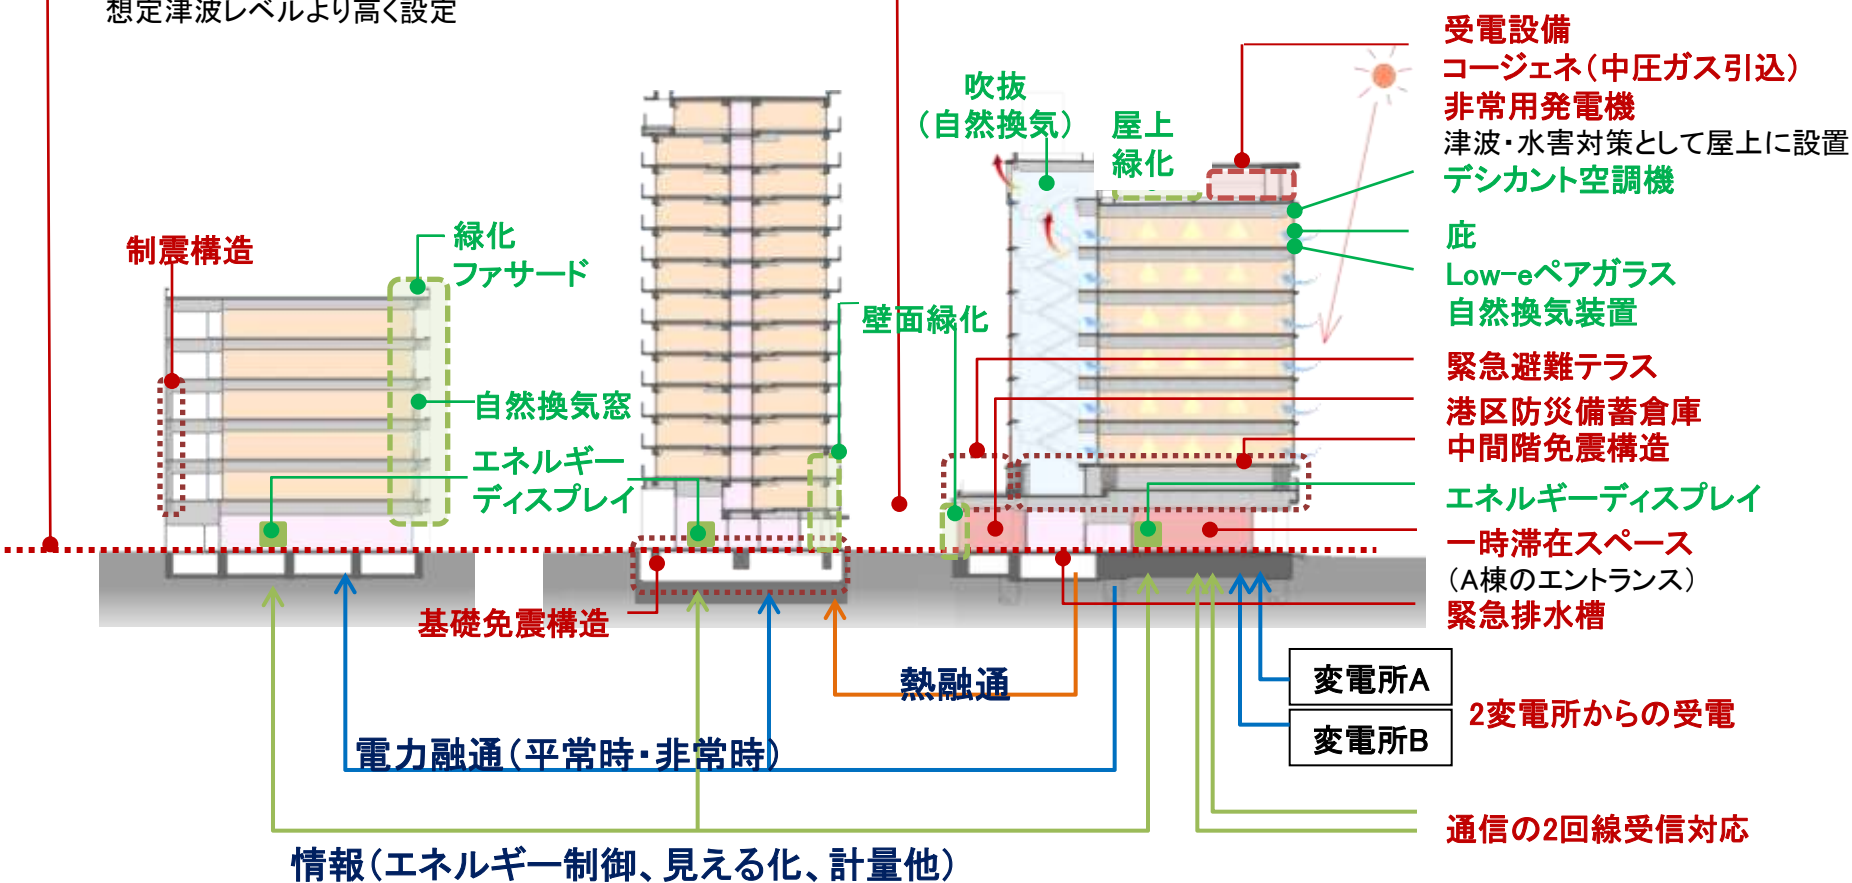 想定津波レベルより高く設定
受電設備
コージェネ（中圧ガス引込）
非常用発電機
津波・水害対策として屋上に設置
デシカント空調機
吹抜
（自然換気）
屋上
緑化
庇
Low-eペアガラス
自然換気装置
制震構造
緑化
ファサード
壁面緑化
緊急避難テラス
自然換気窓
港区防災備蓄倉庫
中間階免震構造
エネルギー
ディスプレイ
エネルギーディスプレイ
一時滞在スペース
（A棟のエントランス）
緊急排水槽
基礎免震構造
熱融通
変電所A
変電所B
2変電所からの受電
電力融通（平常時・非常時）
通信の2回線受信対応
情報（エネルギー制御、見える化、計量他）